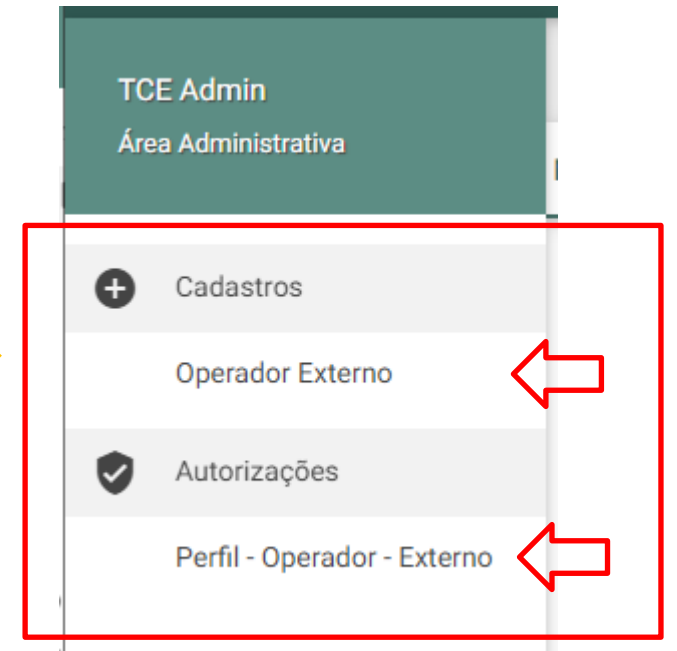 TCE Admin
Área Administrativa
Cadastros
Operador Externo
Autorizações
Perfil - Operador - Externo